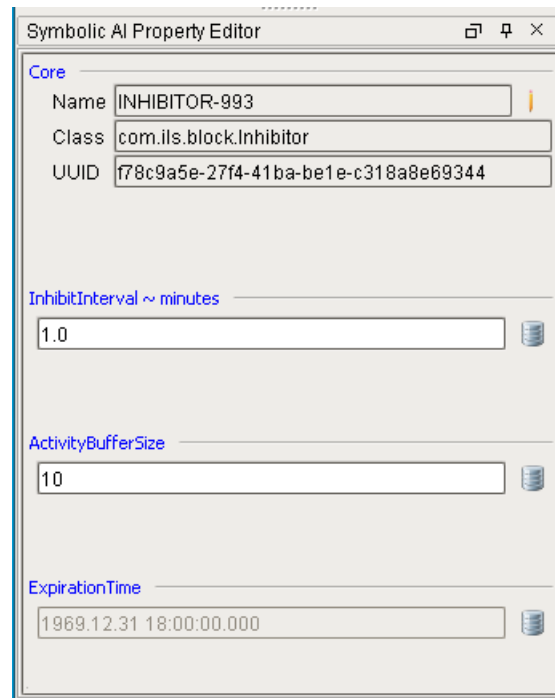 Symbolic AI Property Editor
Core
Name INHIBITOR-993
Class com.ils.block.Inhibitor
UUID f78c9a5e-27f4-41ba-be1e-c318a8e69344
InhibitInterval ~ minutes
1.0
ActivityBufferSize
10
ExpirationTime
1969.12.31 18:00:00.000